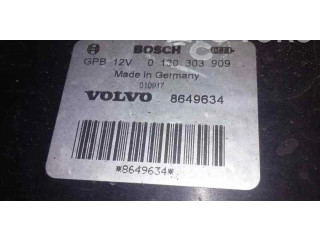 BOSCH
GPB 12V 0 130 303 909
Made in Germany
010917
VOLVO 8649634
*8649634*